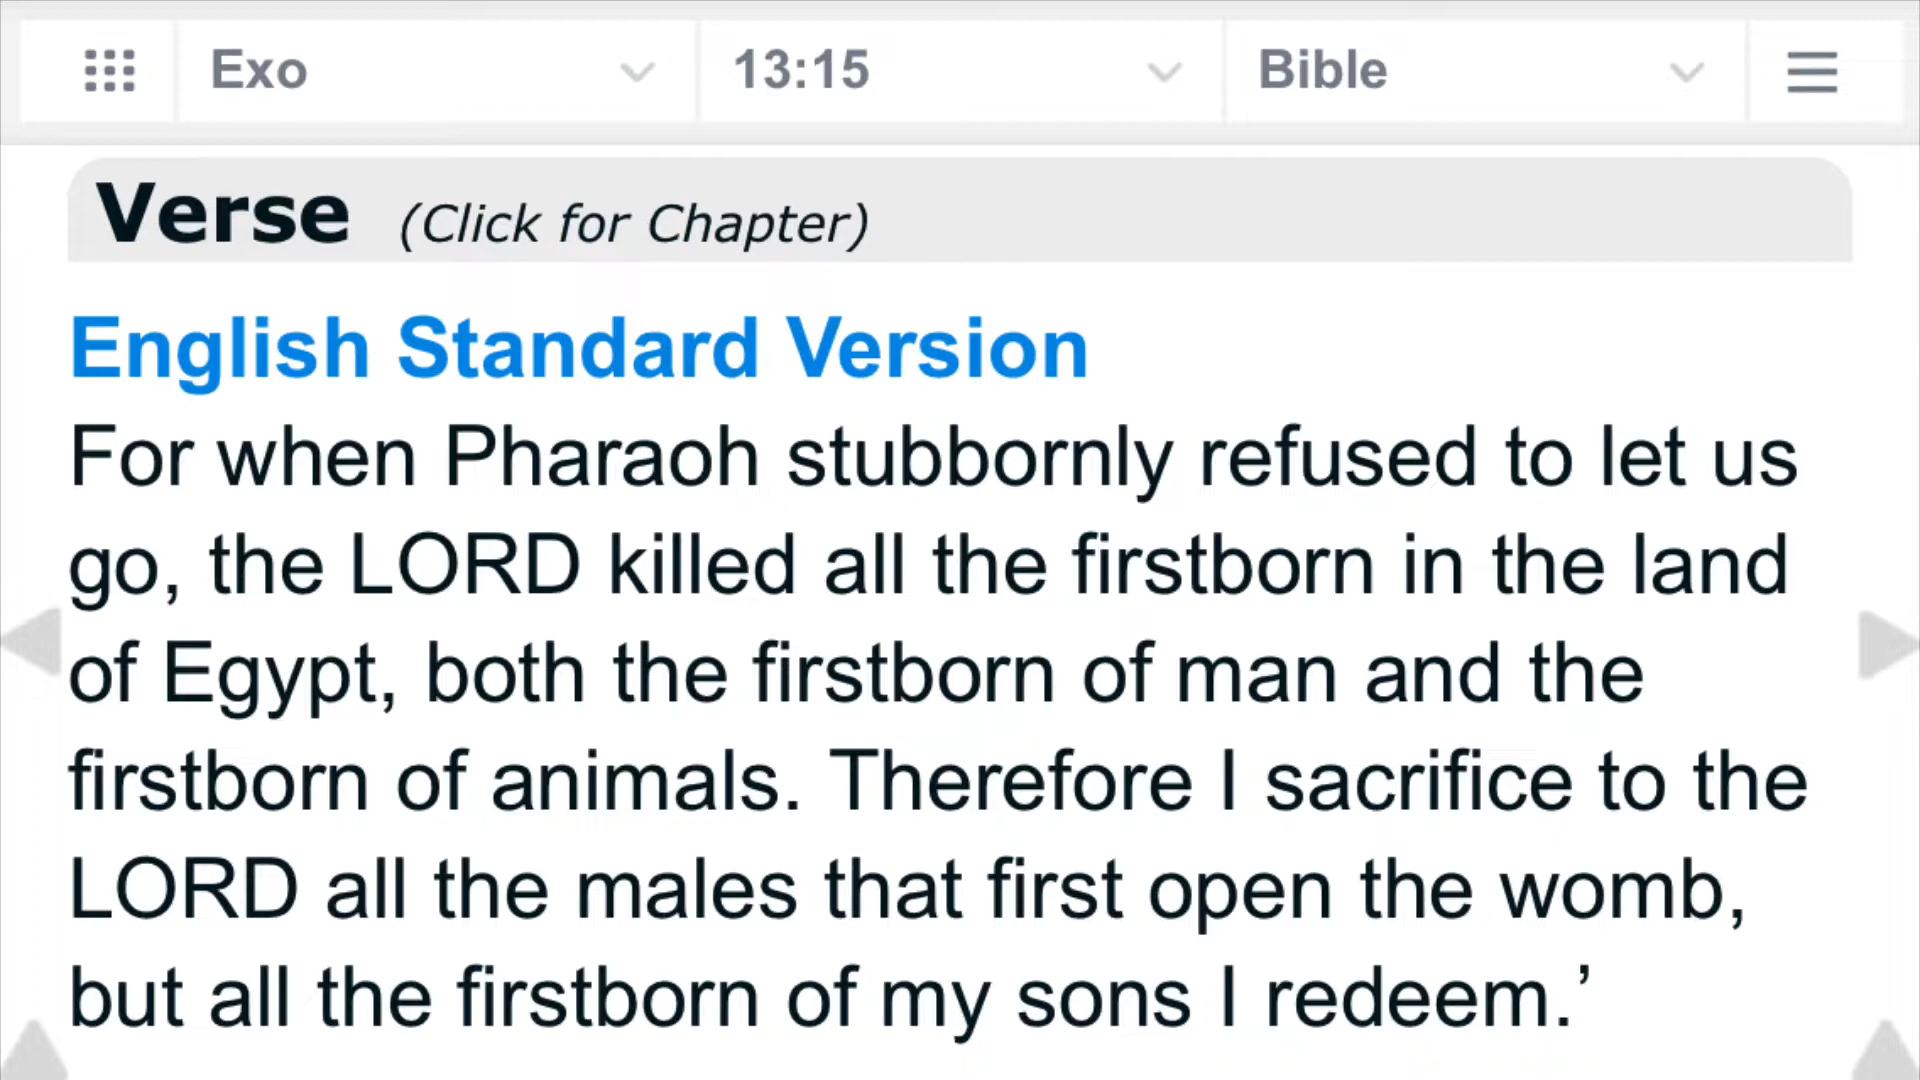 Exo 13:15 Bible
Verse (Click for Chapter)
English Standard Version
For when Pharaoh stubbornly refused to let us
go, the LORD killed all the firstborn in the land
of Egypt, both the firstborn of man and the
firstborn of animals. Therefore I sacrifice to the
LORD all the males that first open the womb,
but all the firstborn of my sons I redeem.’